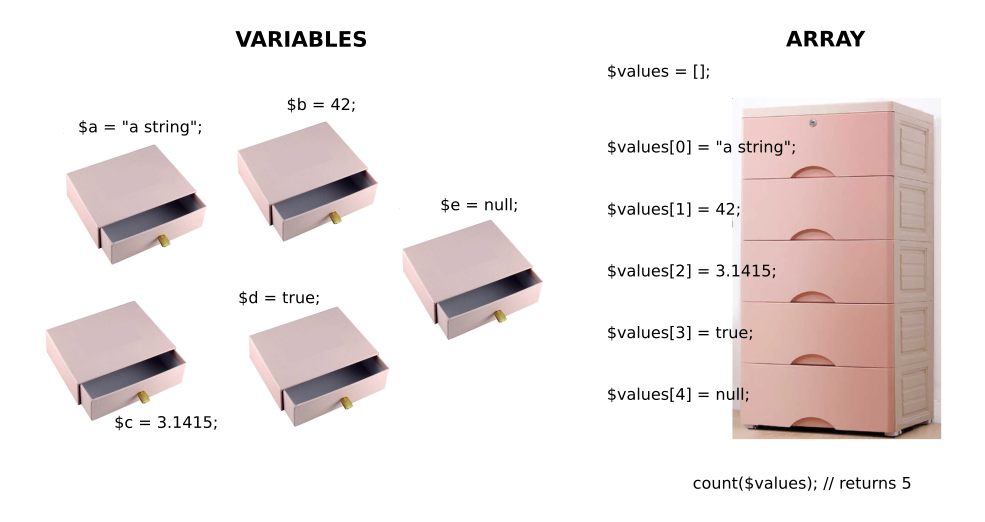 VARIABLES
$a = "a string";
$b = 42;
$e = null;
$d = true;
$c = 3.1415;
ARRAY
$values = [];
$values[0] = "a string";
$values[1] = 42;
$values[2] = 3.1415;
$values[3] = true;
$values[4] = null;
count($values); // returns 5